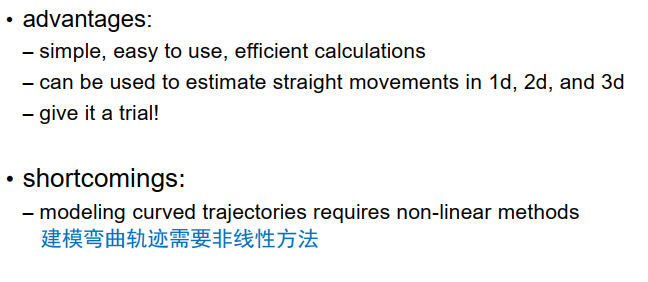 • advantages:
– simple, easy to use, efficient calculations
– can be used to estimate straight movements in 1d, 2d, and 3d
– give it a trial!
• shortcomings:
– modeling curved trajectories requires non-linear methods
建模弯曲轨迹需要非线性方法